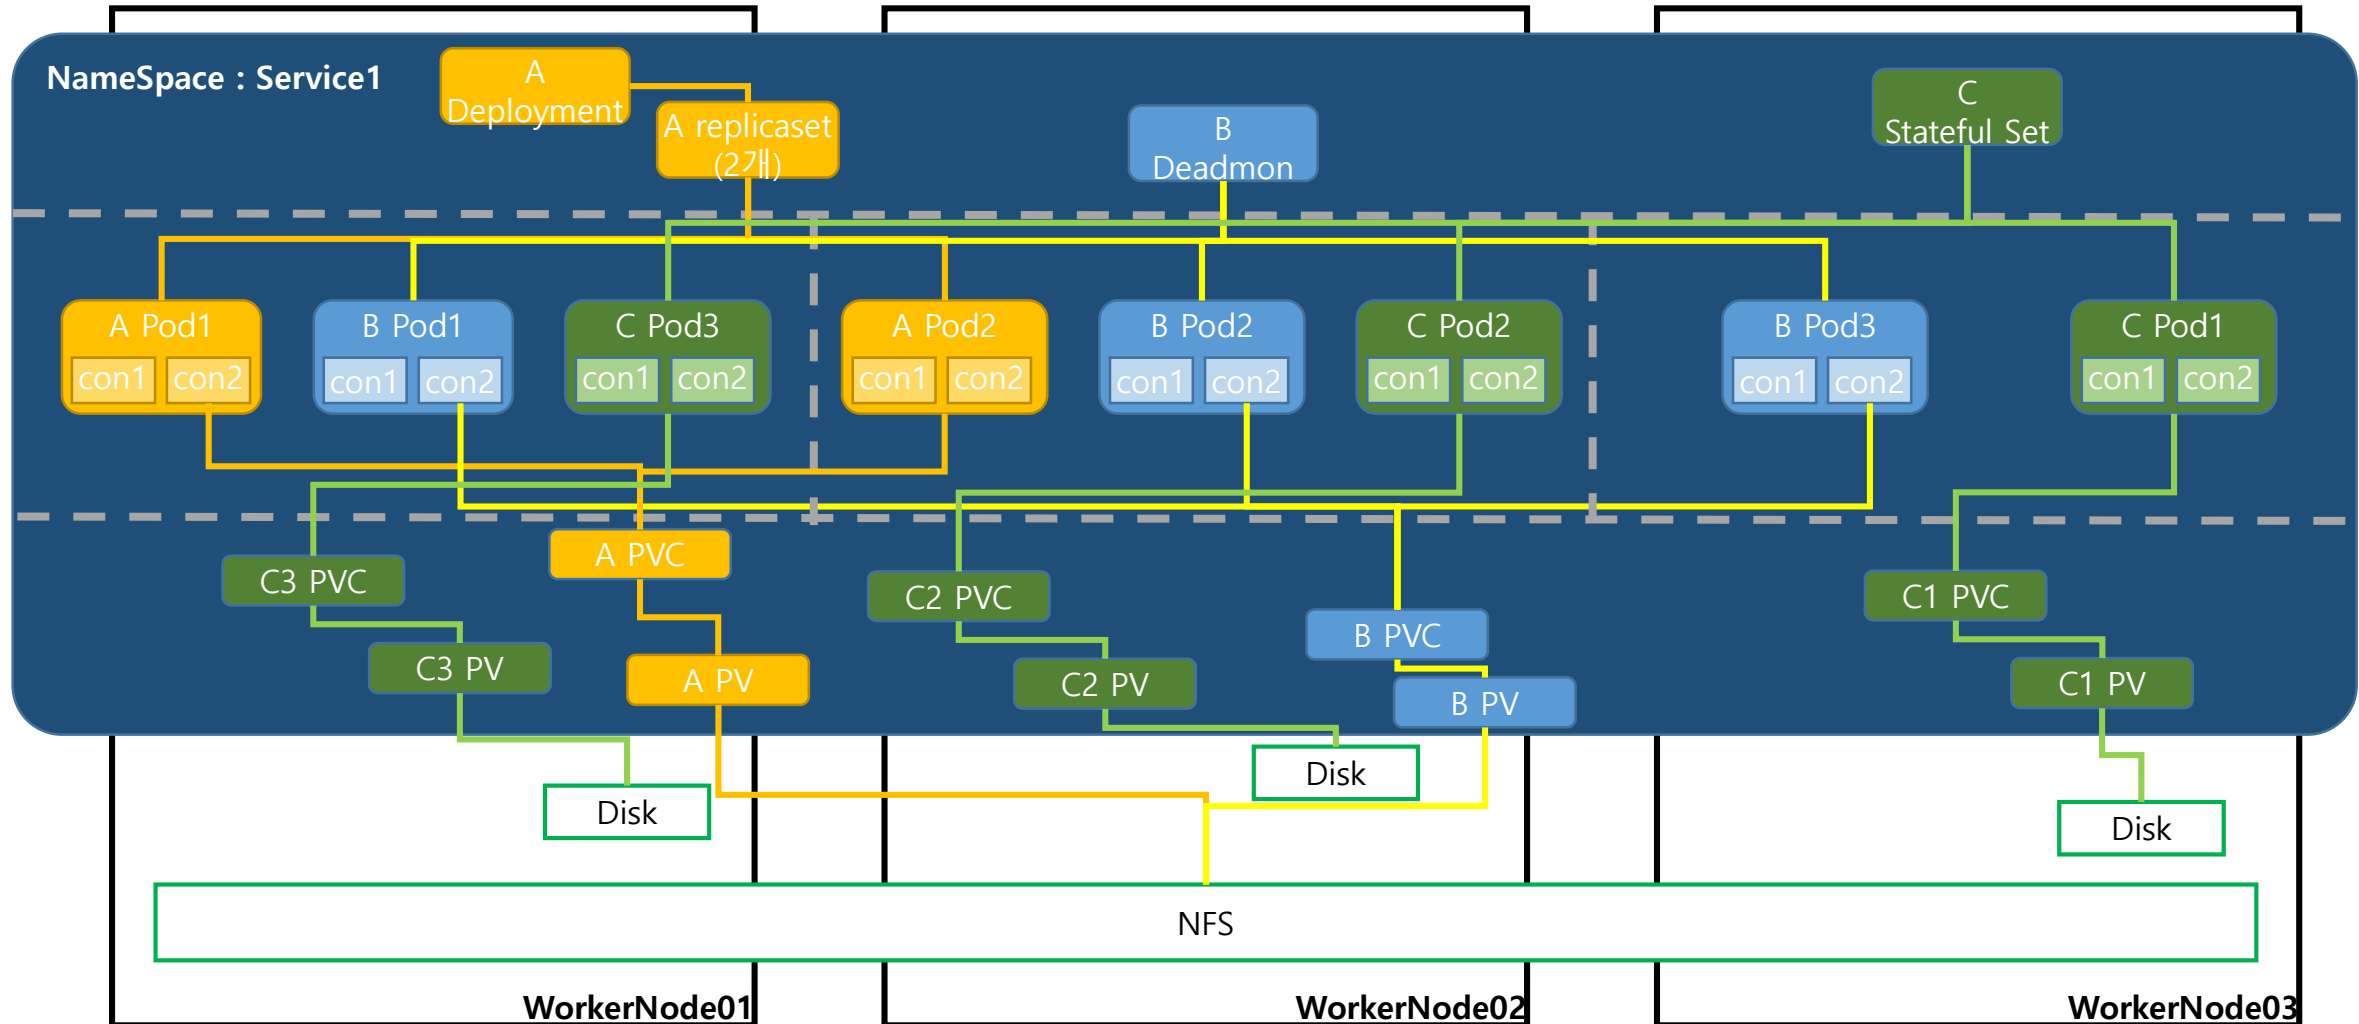 NameSpace : Service1
A
Deployment
A replicaset
(2개)
B
Deadmon
C
Stateful Set
A Pod1
con1 con2
B Pod1
con1 con2
C Pod3
con1 con2
A Pod2
con1 con2
B Pod2
con1 con2
C Pod2
con1 con2
B Pod3
con1 con2
C Pod1
con1 con2
C3 PVC
A PVC
C2 PVC
B PVC
C1 PVC
C3 PV
A PV
C2 PV
B PV
C1 PV
Disk
Disk
Disk
NFS
WorkerNode01
WorkerNode02
WorkerNode03